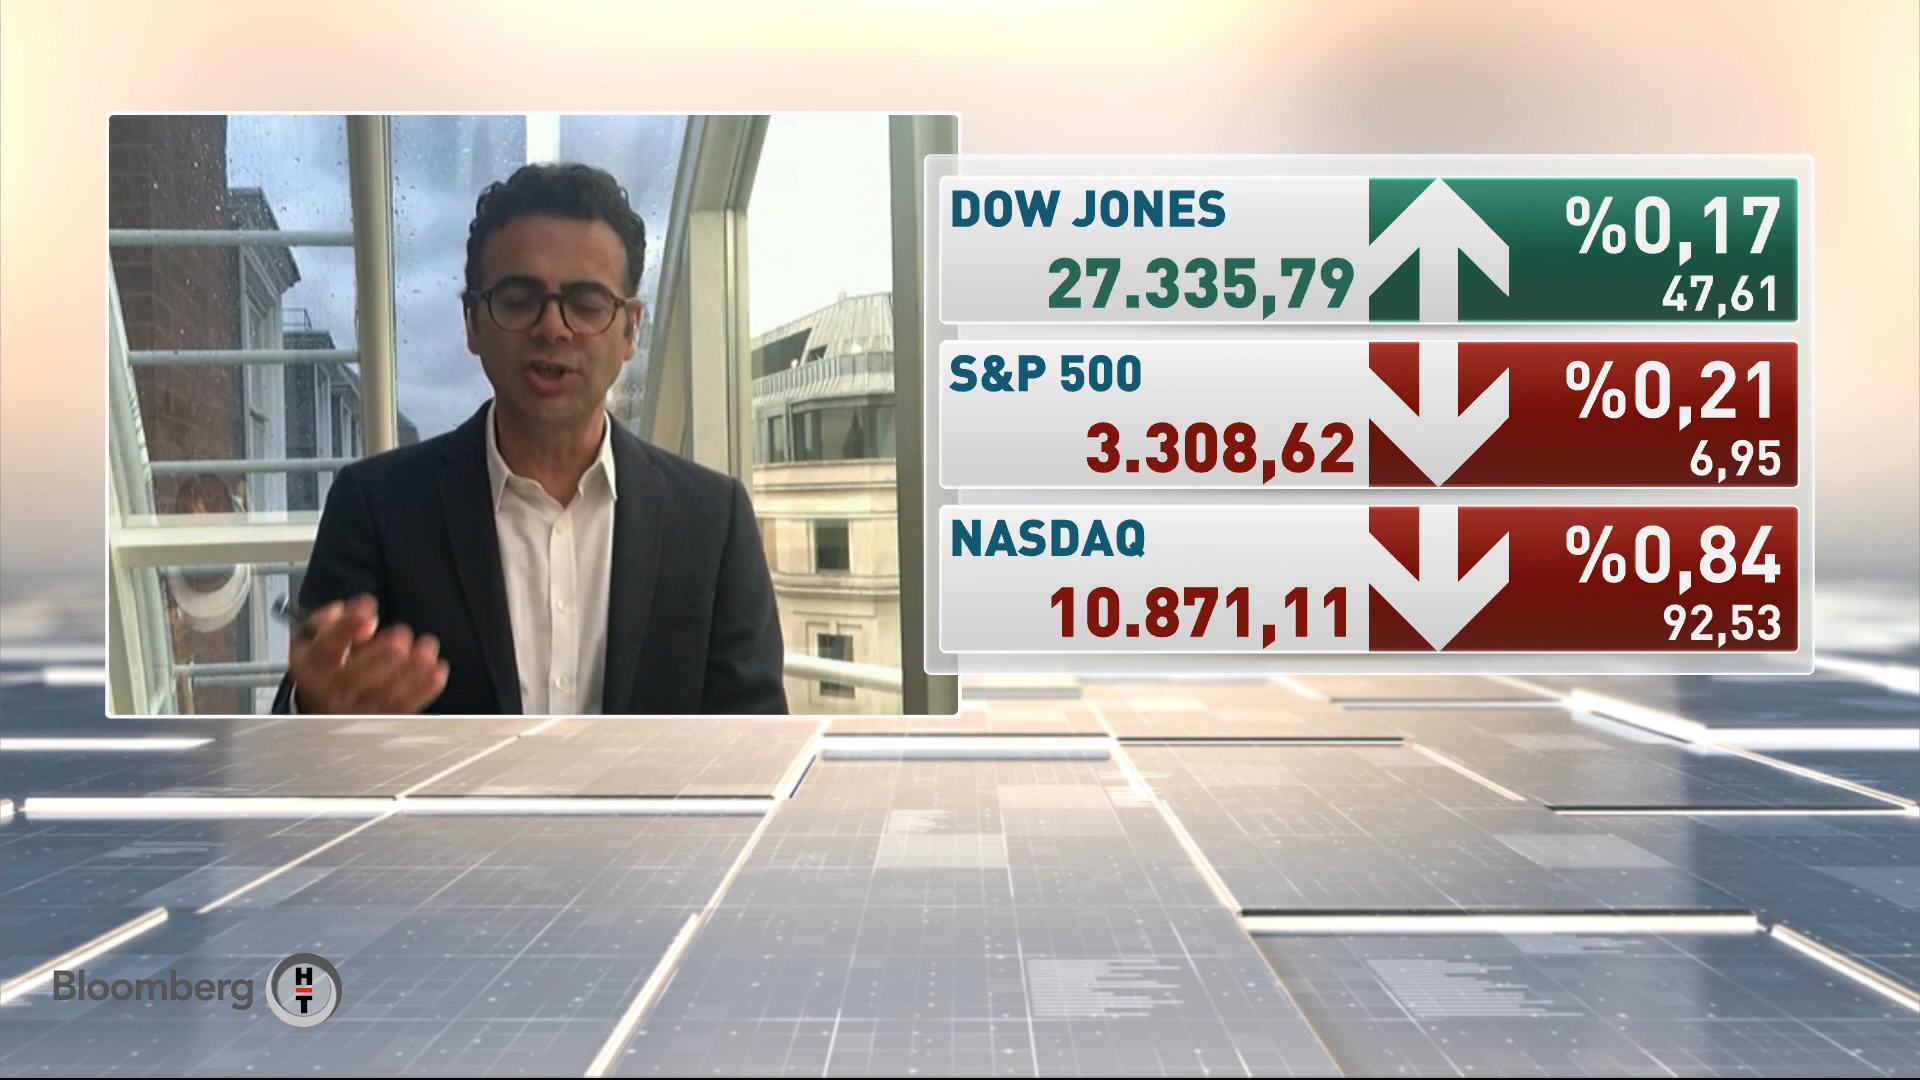 DOW JONES
27.335,79
%0,17
47,61
S&P 500
3.308,62
%0,21
6,95
NASDAQ
10.871,11
%0,84
92,53
Bloomberg HT